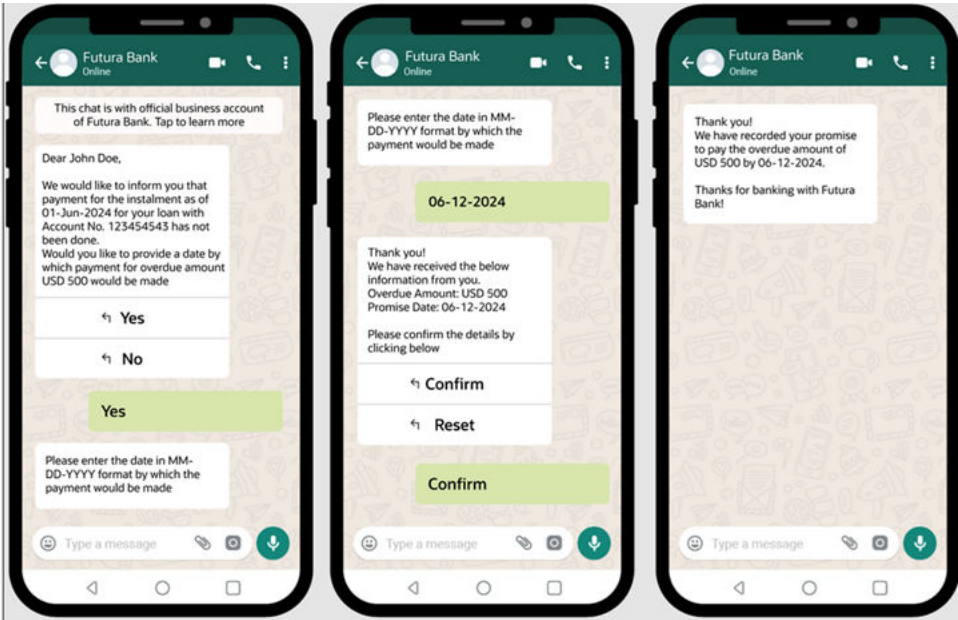 Futura Bank
Online
This chat is with official business account
of Futura Bank. Tap to learn more
Dear John Doe,
We would like to inform you that
payment for the instalment as of
01-Jun-2024 for your loan with
Account No. 123454543 has not
been done.
Would you like to provide a date by
which payment for overdue amount
USD 500 would be made
Yes
No
Yes
Please enter the date in MM-
DD-YYYY format by which the
payment would be made
Type a message
Futura Bank
Online
Please enter the date in MM-
DD-YYYY format by which the
payment would be made
06-12-2024
Thank you!
We have received the below
information from you.
Overdue Amount: USD 500
Promise Date: 06-12-2024
Please confirm the details by
clicking below
Confirm
Reset
Confirm
Type a message
Futura Bank
Online
Thank you!
We have recorded your promise
to pay the overdue amount of
USD 500 by 06-12-2024.
Thanks for banking with Futura
Bank!
Type a message